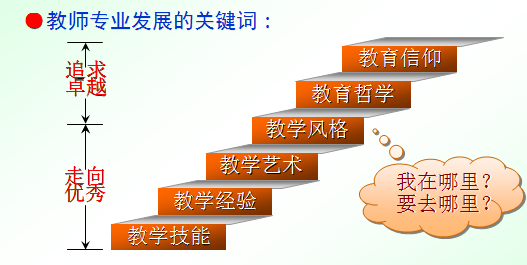 教师专业发展的关键词：
追求
卓越
走向
优秀
教育信仰
教育哲学
教学风格
教学艺术
教学经验
教学技能
我在哪里？
要去哪里？